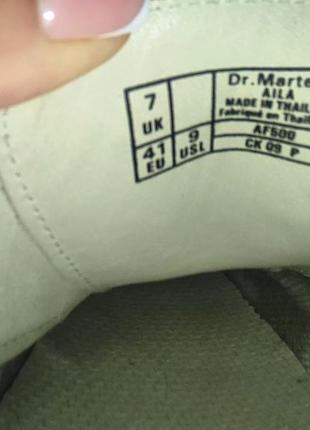 7
UK
41
EU
9
USL
Dr. Marte
AILA
MADE IN THAIL
Fabriqué en Thaïl
AF500
CK 09 P